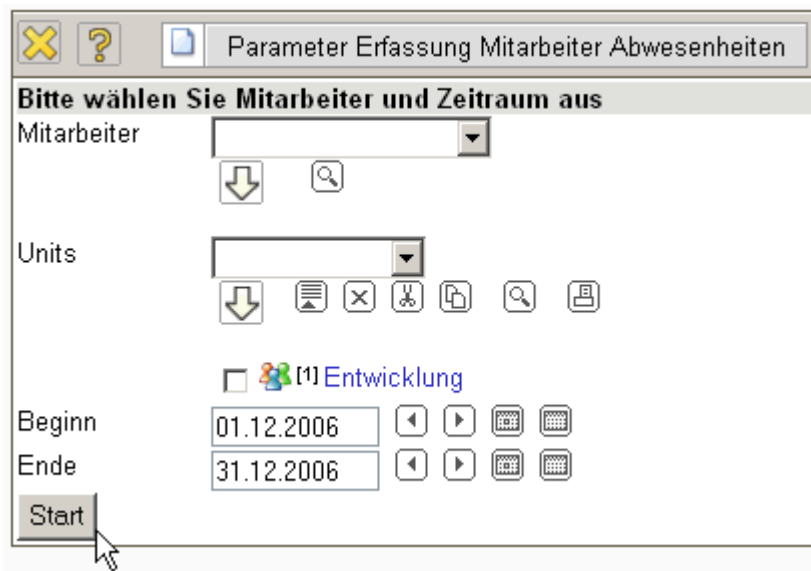 Parameter Erfassung Mitarbeiter Abwesenheiten
Bitte wählen Sie Mitarbeiter und Zeitraum aus
Mitarbeiter
Units
[1] Entwicklung
Beginn 01.12.2006
Ende 31.12.2006
Start